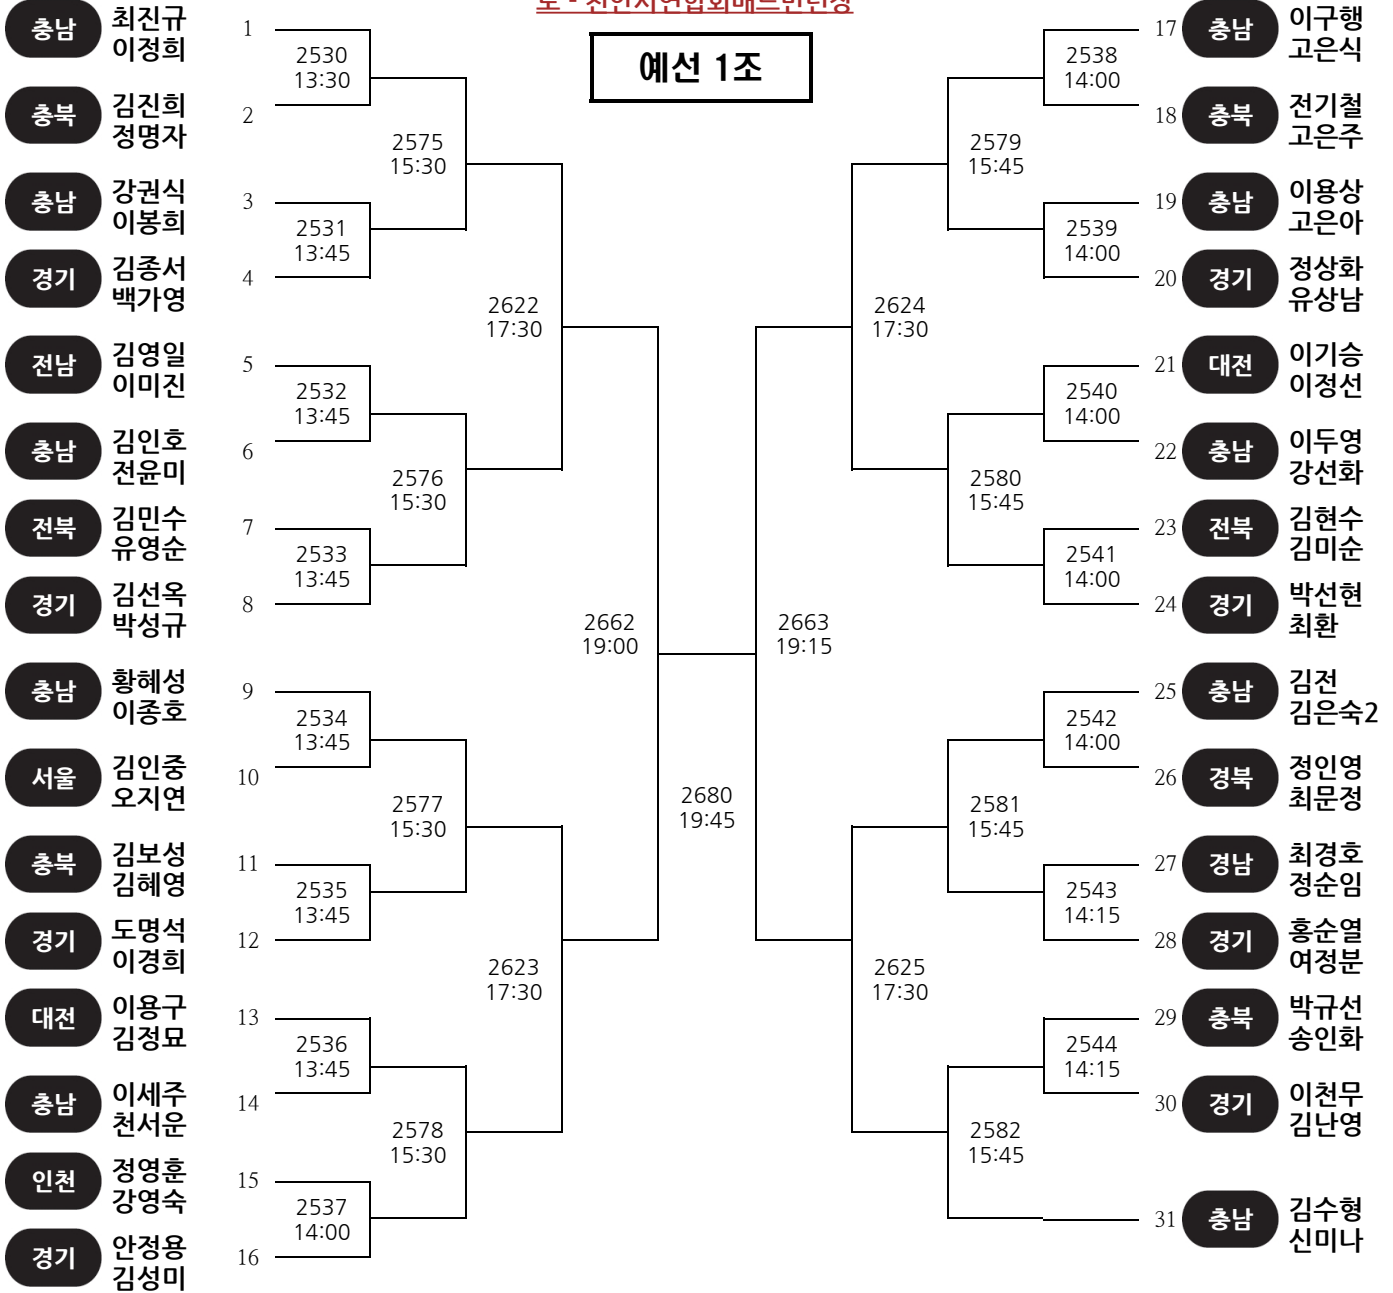 예선 1조
충남
최진규
이정희
1
충북
김진희
정명자
2
2530
13:30
충남
강권식
이봉희
3
경기
김종서
백가영
4
2531
13:45
2575
15:30
전남
김영일
이미진
5
충남
김인호
전윤미
6
2532
13:45
전북
김민수
유영순
7
경기
김선옥
박성규
8
2533
13:45
2576
15:30
2622
17:30
충남
황혜성
이종호
9
서울
김인중
오지연
10
2534
13:45
충북
김보성
김혜영
11
경기
도명석
이경희
12
2535
13:45
2577
15:30
대전
이용구
김정묘
13
충남
이세주
천서운
14
2536
13:45
인천
정영훈
강영숙
15
경기
안정용
김성미
16
2537
14:00
2578
15:30
2623
17:30
2662
19:00
2680
19:45
2663
19:15
17
충남
이구행
고은식
18
충북
전기철
고은주
2538
14:00
19
충남
이용상
고은아
20
경기
정상화
유상남
2539
14:00
2579
15:45
21
대전
이기승
이정선
22
충남
이두영
강선화
2540
14:00
23
전북
김현수
김미순
24
경기
박선현
최환
2541
14:00
2580
15:45
2624
17:30
25
충남
김전
김은숙2
26
경북
정인영
최문정
2542
14:00
27
경남
최경호
정순임
28
경기
홍순열
여정분
2543
14:15
2581
15:45
29
충북
박규선
송인화
30
경기
이천무
김난영
2544
14:15
31
충남
김수형
신미나
2582
15:45
2625
17:30